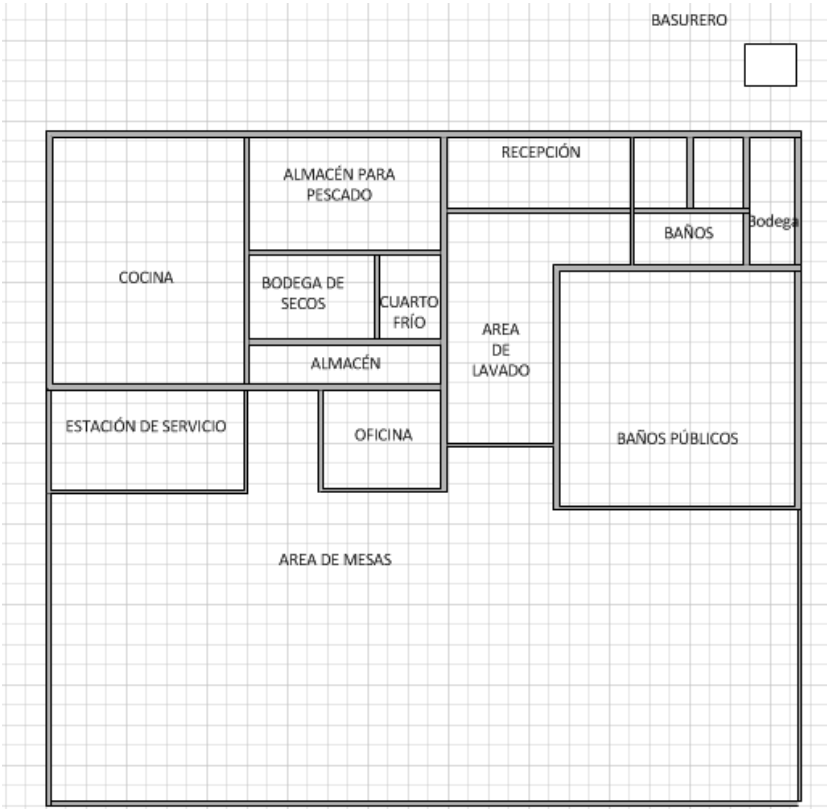 BASURERO
RECEPCIÓN
ALMACÉN PARA
PESCADO
Bodega
BAÑOS
COCINA
BODEGA DE
SECOS
CUARTO
FRÍO
AREA
DE
LAVADO
ALMACÉN
ESTACIÓN DE SERVICIO
OFICINA
BAÑOS PÚBLICOS
AREA DE MESAS